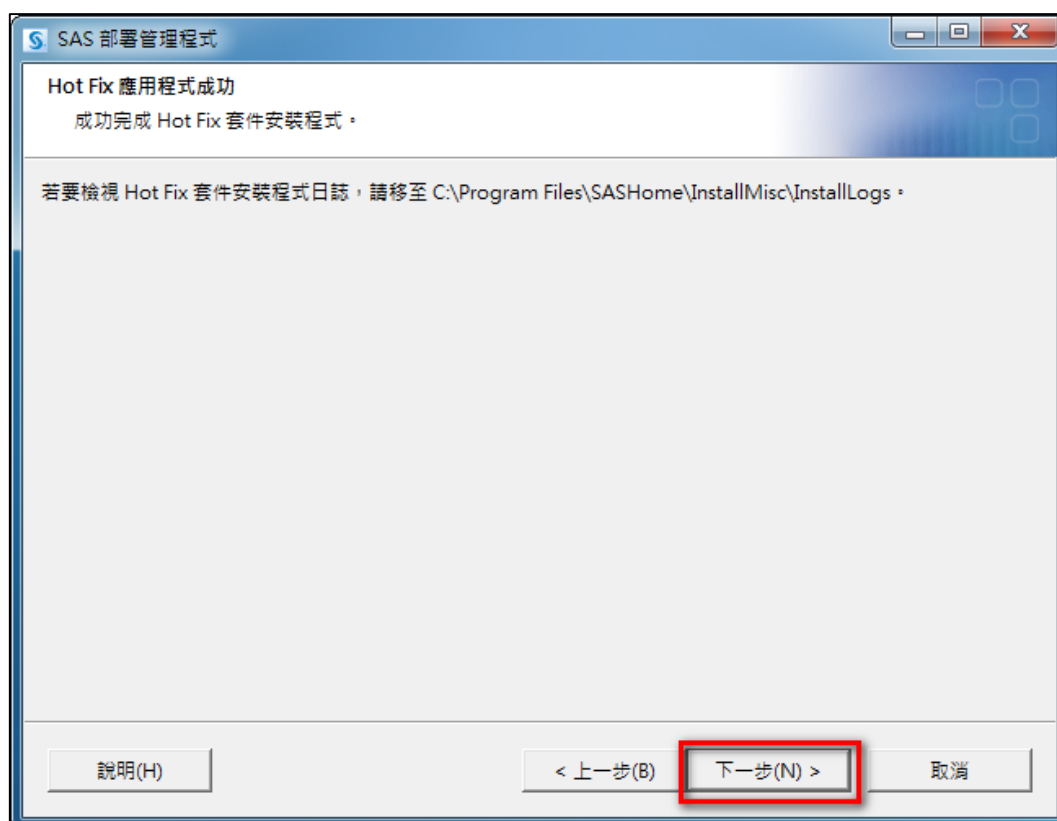 SAS 部署管理程式
Hot Fix 應用程式成功
成功完成 Hot Fix 套件安裝程式。
若要檢視 Hot Fix 套件安裝程式日誌，請移至 C:\Program Files\SASHome\InstallMisc\InstallLogs。
說明(H)
< 上一步(B)
下一步(N) >
取消